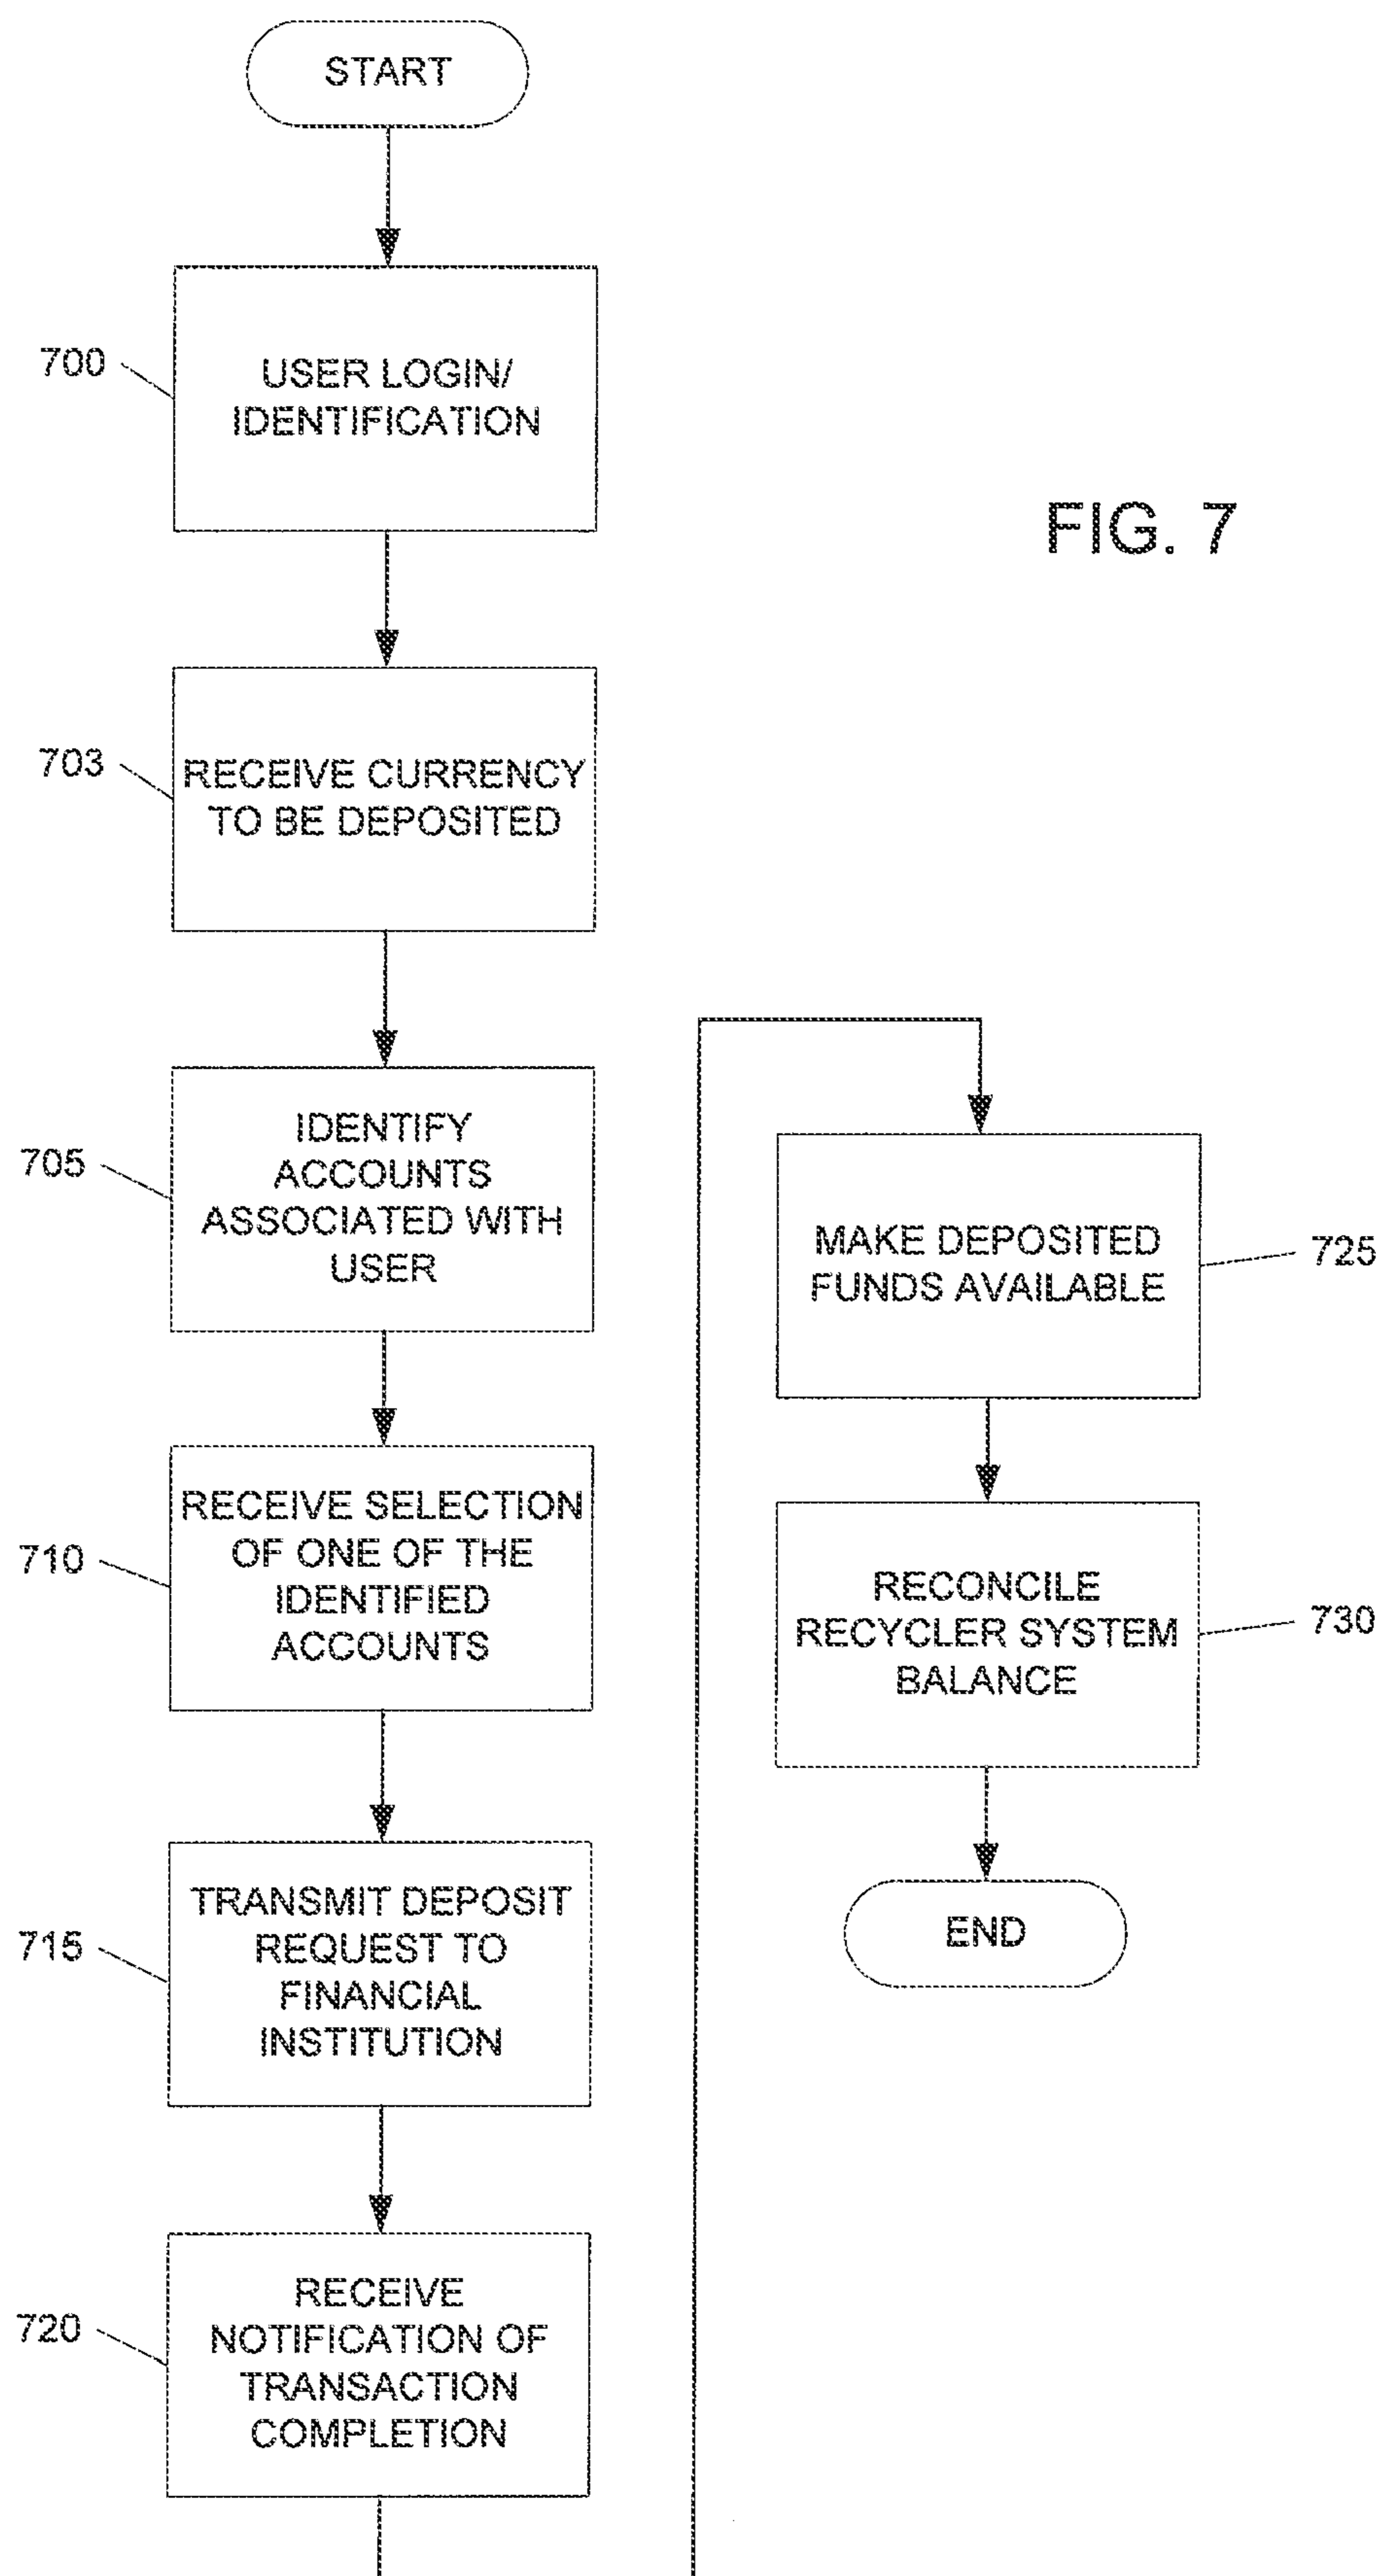 START
700
USER LOGIN/
IDENTIFICATION
FIG. 7
703
RECEIVE CURRENCY
TO BE DEPOSITED
705
IDENTIFY
ACCOUNTS
ASSOCIATED WITH
USER
710
RECEIVE SELECTION
OF ONE OF THE
IDENTIFIED
ACCOUNTS
715
TRANSMIT DEPOSIT
REQUEST TO
FINANCIAL
INSTITUTION
720
RECEIVE
NOTIFICATION OF
TRANSACTION
COMPLETION
MAKE DEPOSITED
FUNDS AVAILABLE
725
RECONCILE
RECYCLER SYSTEM
BALANCE
730
END